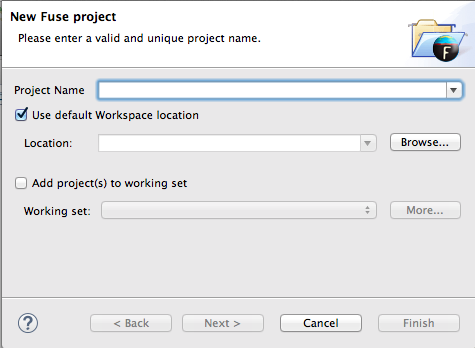 New Fuse project
Please enter a valid and unique project name.
F
Project Name
Use default Workspace location
Location:
Browse...
Add project(s) to working set
Working set:
More...
?
< Back
Next >
Cancel
Finish